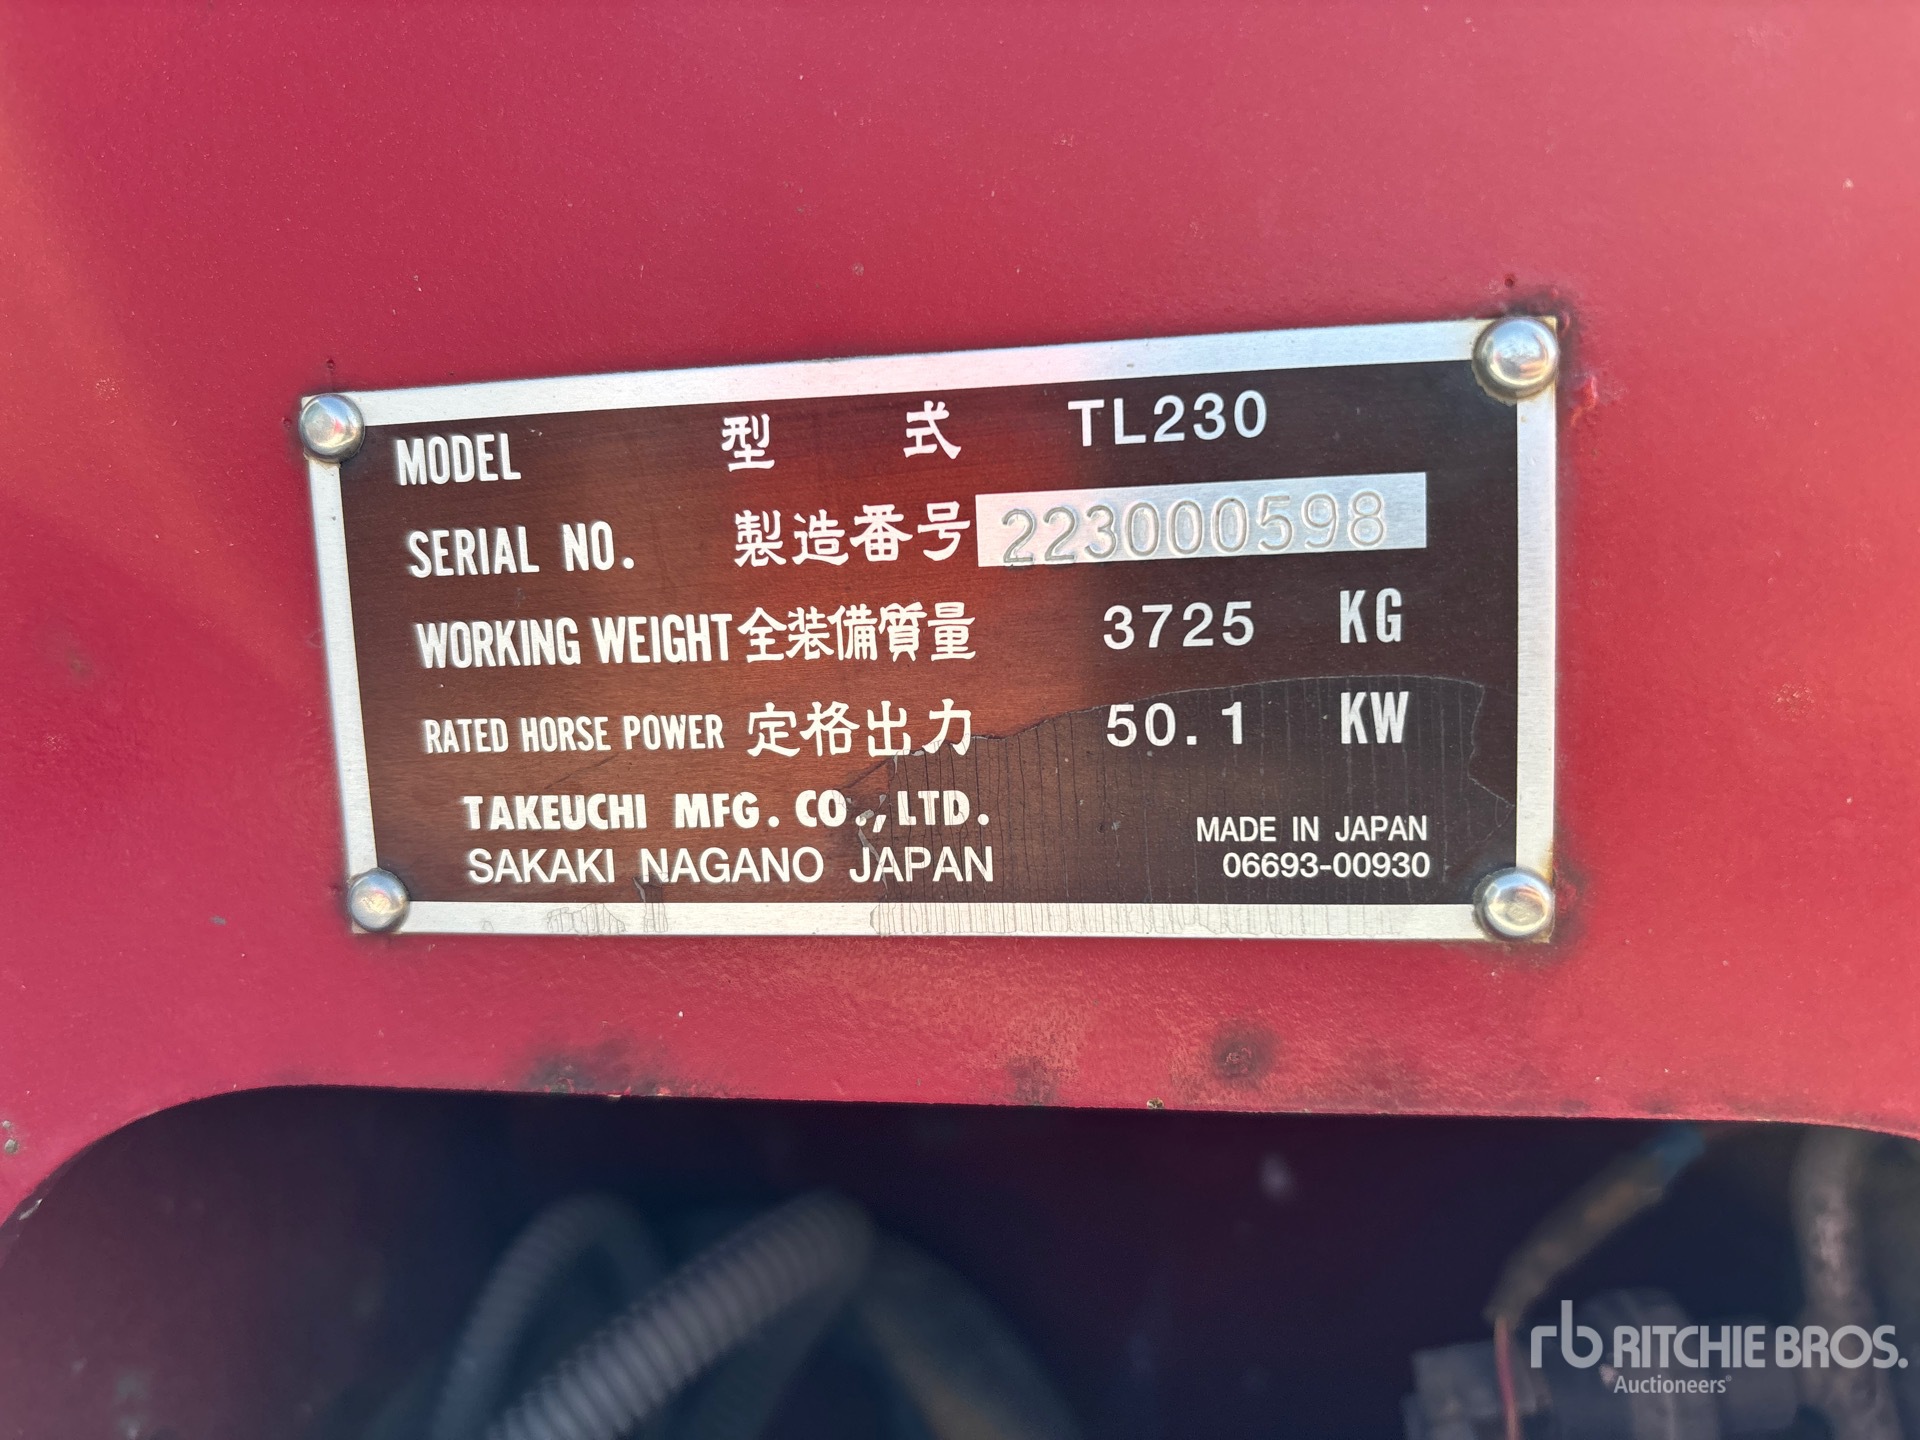 MODEL 型式 TL230
SERIAL NO. 製造番号 223000598
WORKING WEIGHT 全装備質量 3725 KG
RATED HORSE POWER 定格出力 50.1 KW
TAKEUCHI MFG. CO., LTD.
SAKAKI NAGANO JAPAN
MADE IN JAPAN
06693-00930
rb RITCHIE BROS.
Auctioneers®